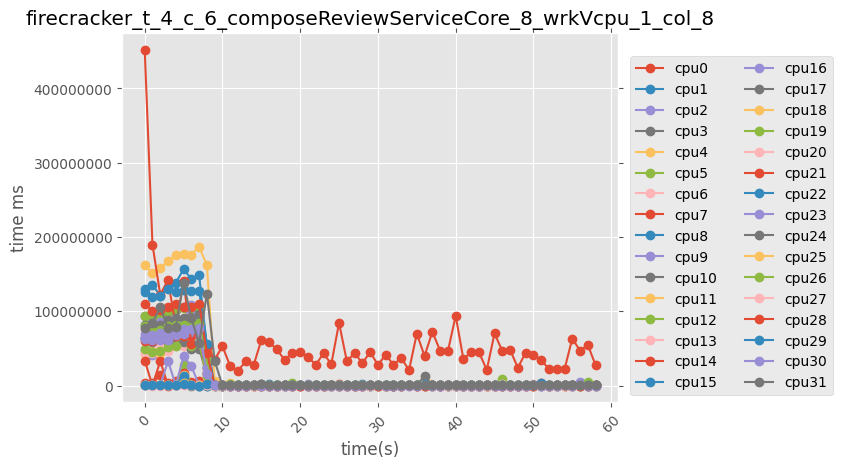 firecracker_t_4_c_6_composeReviewServiceCore_8_wrkVcpu_1_col_8
400000000
300000000
200000000
100000000
0
time ms
0
10
20
30
40
50
60
time(s)
cpu0
cpu1
cpu2
cpu3
cpu4
cpu5
cpu6
cpu7
cpu8
cpu9
cpu10
cpu11
cpu12
cpu13
cpu14
cpu15
cpu16
cpu17
cpu18
cpu19
cpu20
cpu21
cpu22
cpu23
cpu24
cpu25
cpu26
cpu27
cpu28
cpu29
cpu30
cpu31